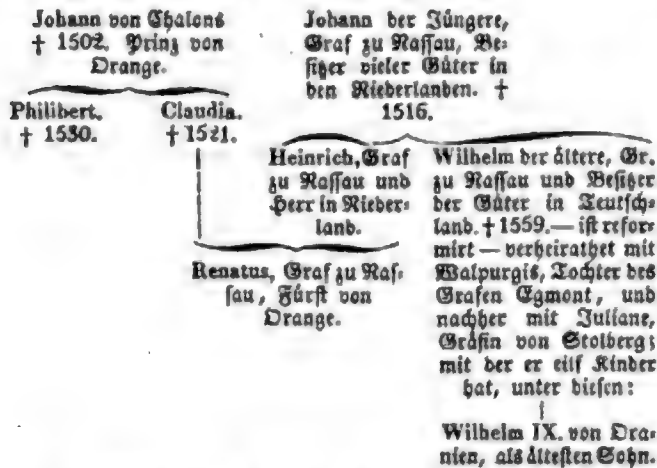 Johann von Chalons
† 1502. Prinz von
Orange.
Johann der Jüngere,
Graf zu Nassau, Be-
sitzer vieler Güter in
den Niederlanden. †
1516.
Philibert.
† 1530.
Claudia.
† 1521.
Heinrich, Graf
zu Nassau und
Herr in Nieder-
land.
Wilhelm der ältere, Gr.
zu Nassau und Besitzer
der Güter in Teutsch-
land. † 1559. — ist refor-
mirt — verheirathet mit
Walpurgis, Tochter des
Grafen Egmont, und
nachher mit Juliane,
Gräfin von Stolberg;
mit der er eilf Kinder
hat, unter diesen:
Renatus, Graf zu Nas-
sau, Fürst von
Orange.
Wilhelm IX. von Ora-
nien, als ältesten Sohn.